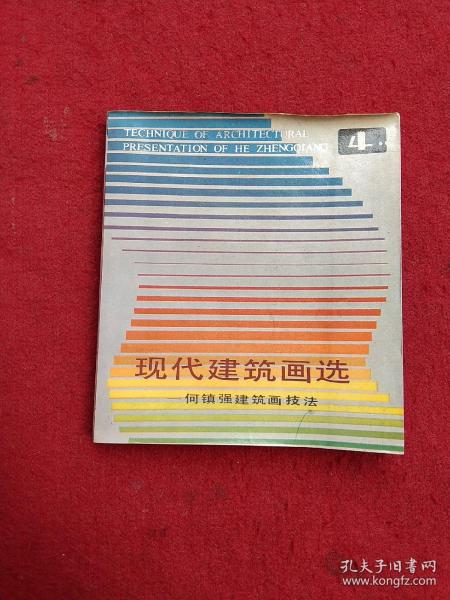 TECHNIQUE OF ARCHITECTURAL
PRESENTATION OF HE ZHENGQIANG
4
现代建筑画选
何镇强建筑画技法
孔夫子旧书网
www.kongfz.com